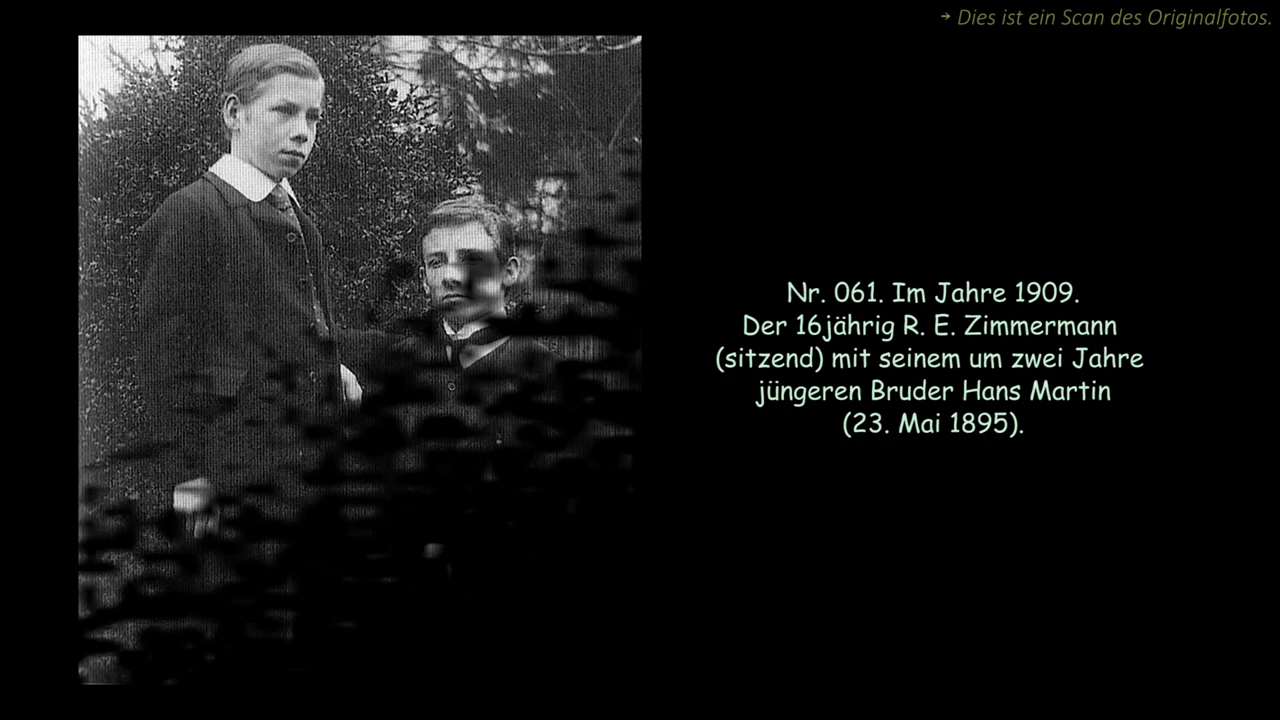 → Dies ist ein Scan des Originalfotos.
Nr. 061. Im Jahre 1909.
Der 16jährig R. E. Zimmermann
(sitzend) mit seinem um zwei Jahre
jüngeren Bruder Hans Martin
(23. Mai 1895).